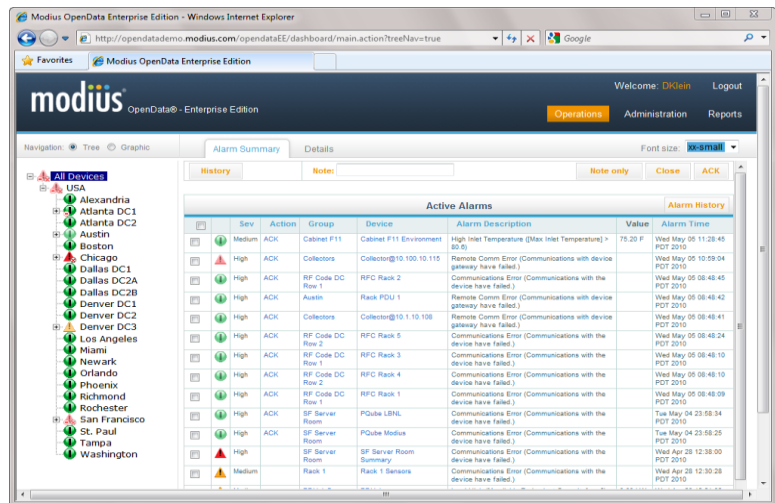 Modius OpenData Enterprise Edition - Windows Internet Explorer
http://opendatademo.modius.com/opendataEE/dashboard/main.action?treeNav=true
Google
Favorites
Modius OpenData Enterprise Edition
Welcome: DKlein Logout
modius OpenData® - Enterprise Edition
Operations Administration Reports
Navigation: Tree Graphic
Alarm Summary Details
Font size: xx-small
History Note: Note only Close ACK
Active Alarms Alarm History
Sev Action Group Device Alarm Description Value Alarm Time
All Devices
USA
Alexandria
Atlanta DC1
Atlanta DC2
Austin
Boston
Chicago
Dallas DC1
Dallas DC2A
Dallas DC2B
Denver DC1
Denver DC2
Denver DC3
Los Angeles
Miami
Newark
Orlando
Phoenix
Richmond
Rochester
San Francisco
St. Paul
Tampa
Washington
Medium ACK Cabinet F11 Cabinet F11 Environment High Inlet Temperature ([Max Inlet Temperature] > 75.20 F Wed May 05 11:28:45
80.6) PDT 2010
High ACK Collectors Collector@10.100.10.115 Remote Comm Error (Communications with device Wed May 05 10:59:04
gateway have failed.) PDT 2010
High ACK RF Code DC RFC Rack 2 Communications Error (Communications with the Wed May 05 08:48:45
Row 1 device have failed.) PDT 2010
High ACK Austin Rack PDU 1 Remote Comm Error (Communications with device Wed May 05 08:48:42
gateway have failed.) PDT 2010
High ACK Collectors Collector@10.1.10.106 Remote Comm Error (Communications with device Wed May 05 08:48:41
gateway have failed.) PDT 2010
High ACK RF Code DC RFC Rack 5 Communications Error (Communications with the Wed May 05 08:48:24
Row 2 device have failed.) PDT 2010
High ACK RF Code DC RFC Rack 3 Communications Error (Communications with the Wed May 05 08:48:10
Row 1 device have failed.) PDT 2010
High ACK RF Code DC RFC Rack 4 Communications Error (Communications with the Wed May 05 08:48:10
Row 2 device have failed.) PDT 2010
High ACK RF Code DC RFC Rack 1 Communications Error (Communications with the Wed May 05 08:48:09
Row 1 device have failed.) PDT 2010
High ACK SF Server PQube LBNL Communications Error (Communications with the Tue May 04 23:58:34
Room device have failed.) PDT 2010
High ACK SF Server PQube Modius Communications Error (Communications with the Tue May 04 23:58:25
Room device have failed.) PDT 2010
High SF Server SF Server Room Communications Error (Communications with the Wed Apr 28 12:38:00
Room Summary device have failed.) PDT 2010
Medium Rack 1 Rack 1 Sensors Communications Error (Communications with the Wed Apr 28 12:30:28
device have failed.) PDT 2010